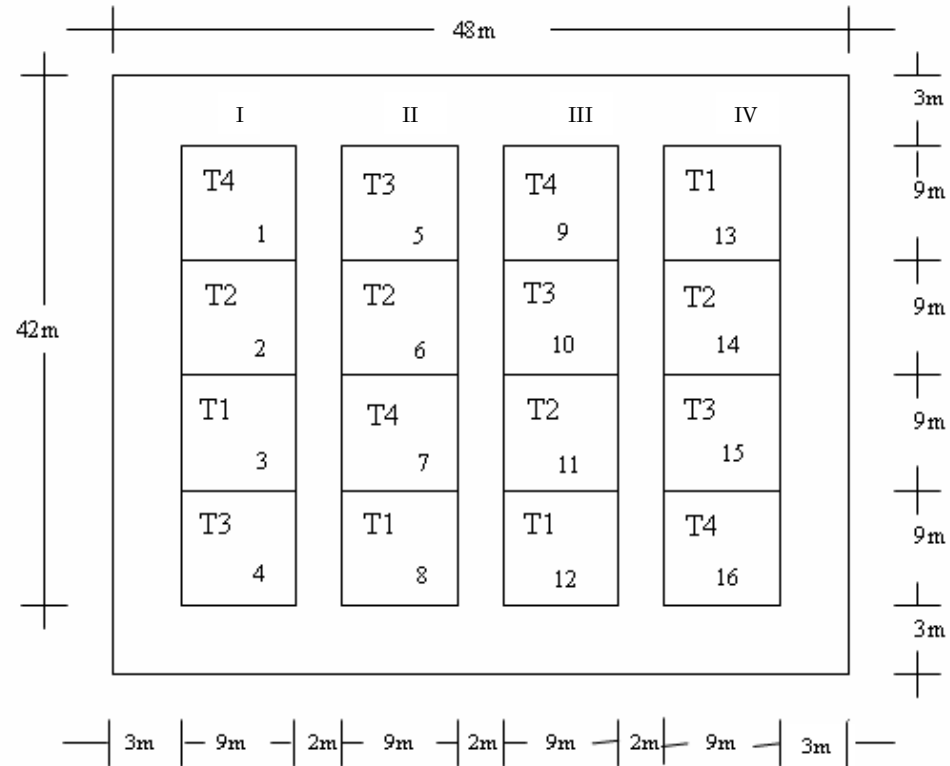 48m
3m
I II III IV
T4 T3 T4 T1
9m
1 5 9 13
T2 T2 T3 T2
9m
42m
2 6 10 14
T1 T4 T2 T3
9m
3 7 11 15
T3 T1 T1 T4
9m
4 8 12 16
3m
3m 9m 2m 9m 2m 9m 2m 9m 3m